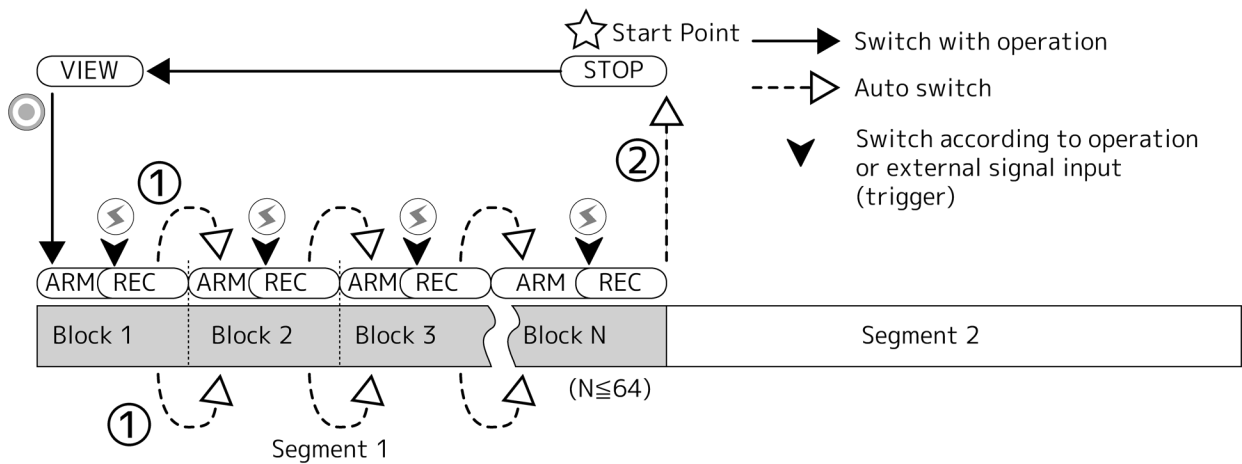 Start Point
Switch with operation
VIEW
STOP
Auto switch
Switch according to operation
or external signal input
(trigger)
②
①
ARM REC ARM REC ARM REC ARM REC
Block 1 Block 2 Block 3 Block N Segment 2
(N≦64)
①
Segment 1